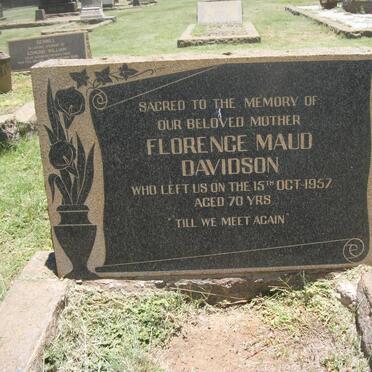 SACRED TO THE MEMORY OF
OUR BELOVED MOTHER
FLORENCE MAUD
DAVIDSON
WHO LEFT US ON THE 15TH OCT·1957
AGED 70 YRS
"TILL WE MEET AGAIN"